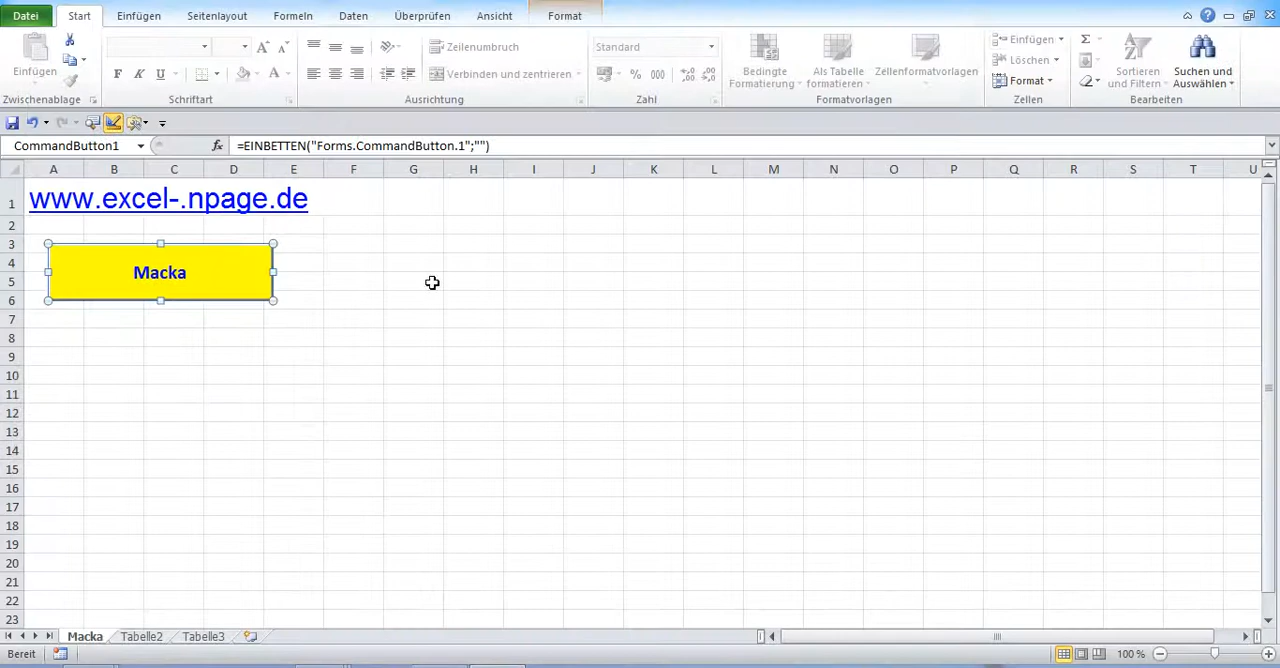 Datei Start Einfügen Seitenlayout Formeln Daten Überprüfen Ansicht Format
Einfügen
Zwischenablage
F K U A A A
Schriftart
Zeilenumbruch
Verbinden und zentrieren
Ausrichtung
Standard
% 000
Zahl
Bedingte Formatierung
Als Tabelle formatieren
Zellenformatvorlagen
Formatvorlagen
Einfügen
Löschen
Format
Zellen
Σ
Sortieren und Filtern
Suchen und Auswählen
Bearbeiten
CommandButton1 fx =EINBETTEN("Forms.CommandButton.1";"")
A B C D E F G H I J K L M N O P Q R S T U
1 www.excel-.npage.de
2
3
4 Macka
5
6
7
8
9
10
11
12
13
14
15
16
17
18
19
20
21
22
23
Macka Tabelle2 Tabelle3
Bereit 100 %